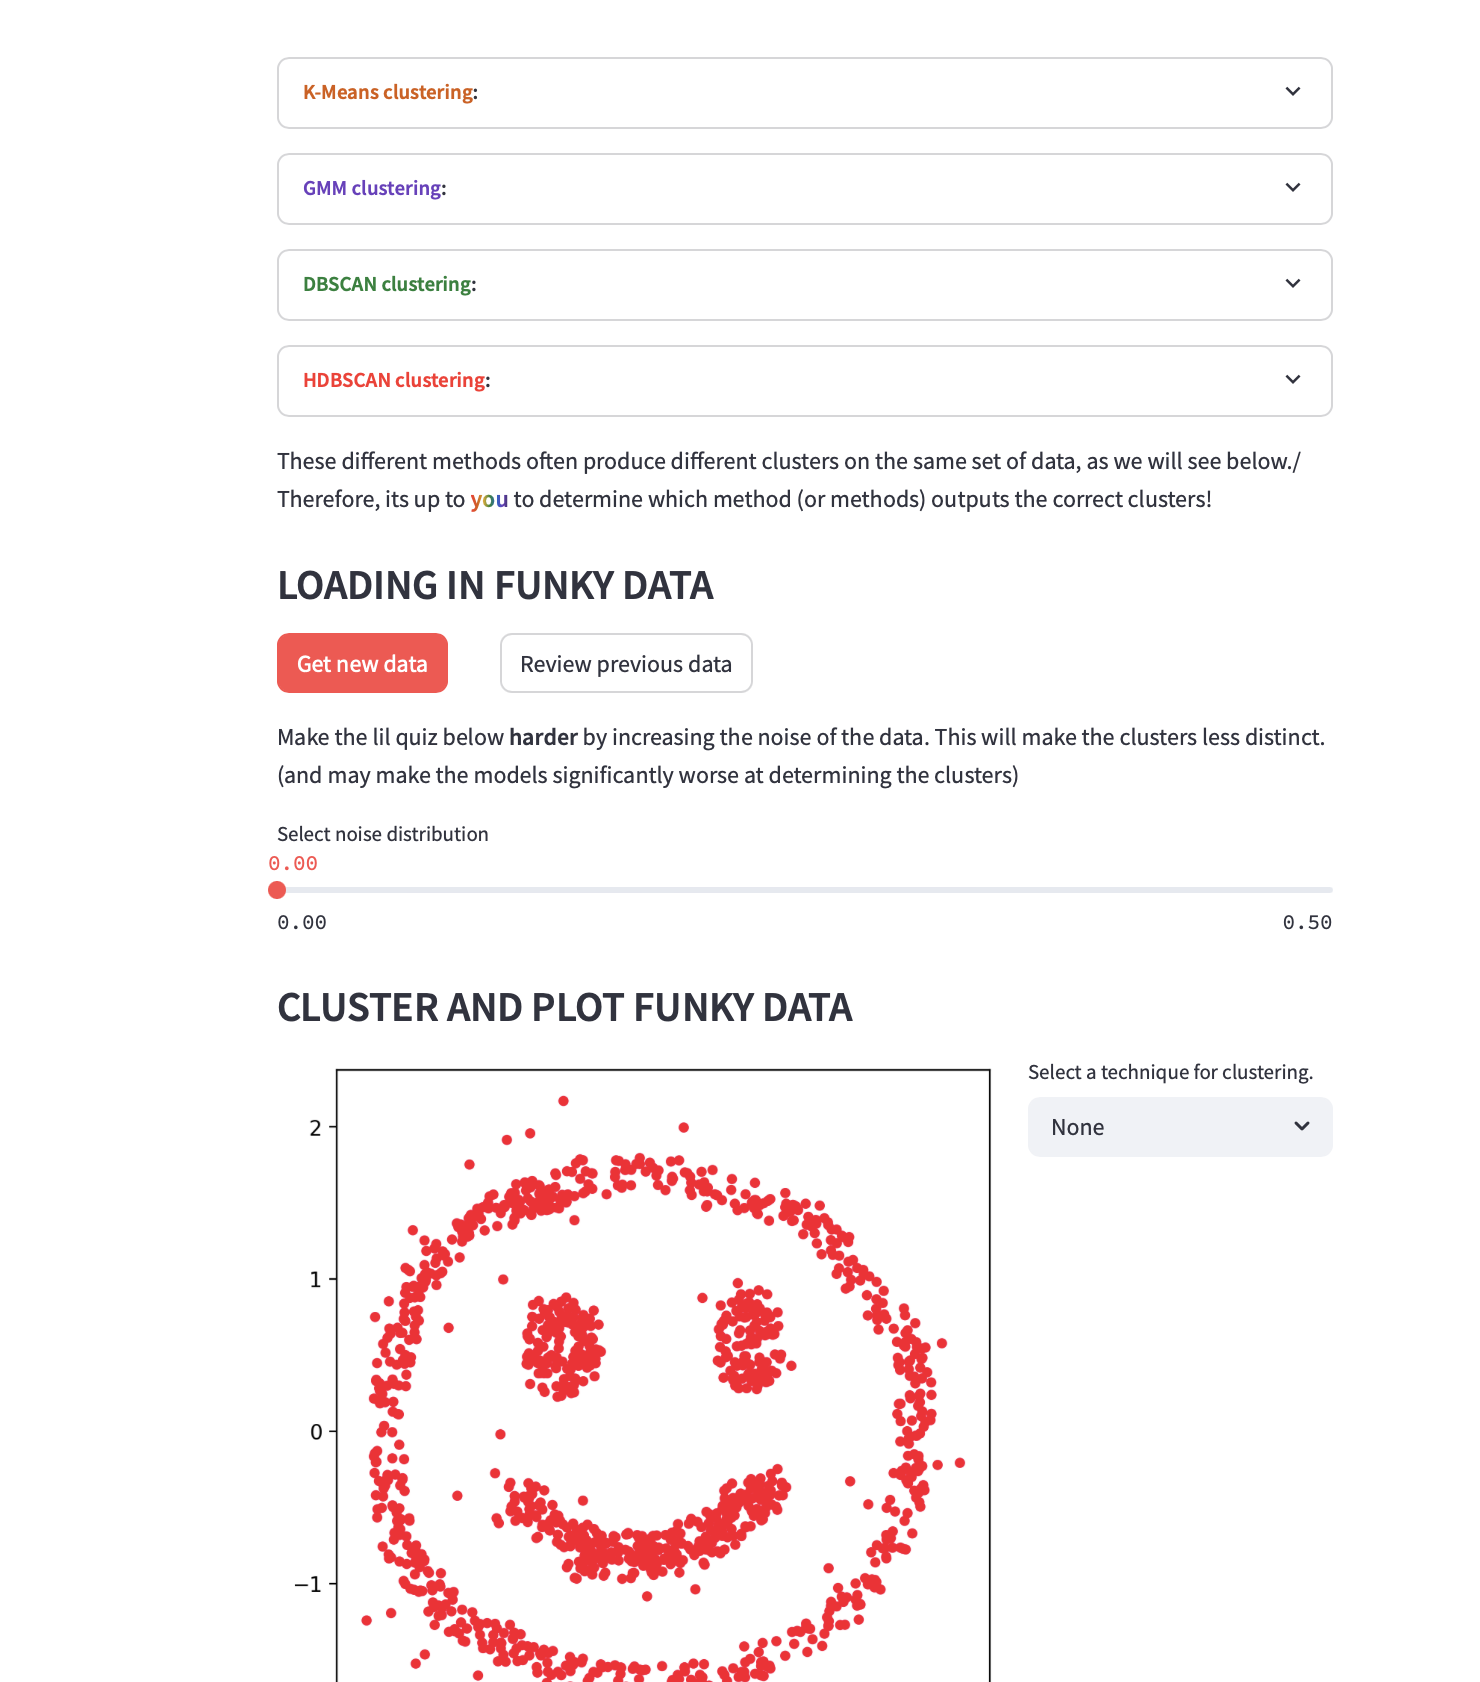 K-Means clustering:
GMM clustering:
DBSCAN clustering:
HDBSCAN clustering:
These different methods often produce different clusters on the same set of data, as we will see below./
Therefore, its up to you to determine which method (or methods) outputs the correct clusters!
LOADING IN FUNKY DATA
Get new data
Review previous data
Make the lil quiz below harder by increasing the noise of the data. This will make the clusters less distinct.
(and may make the models significantly worse at determining the clusters)
Select noise distribution
0.00
0.00
0.50
CLUSTER AND PLOT FUNKY DATA
Select a technique for clustering.
None
2
1
0
−1